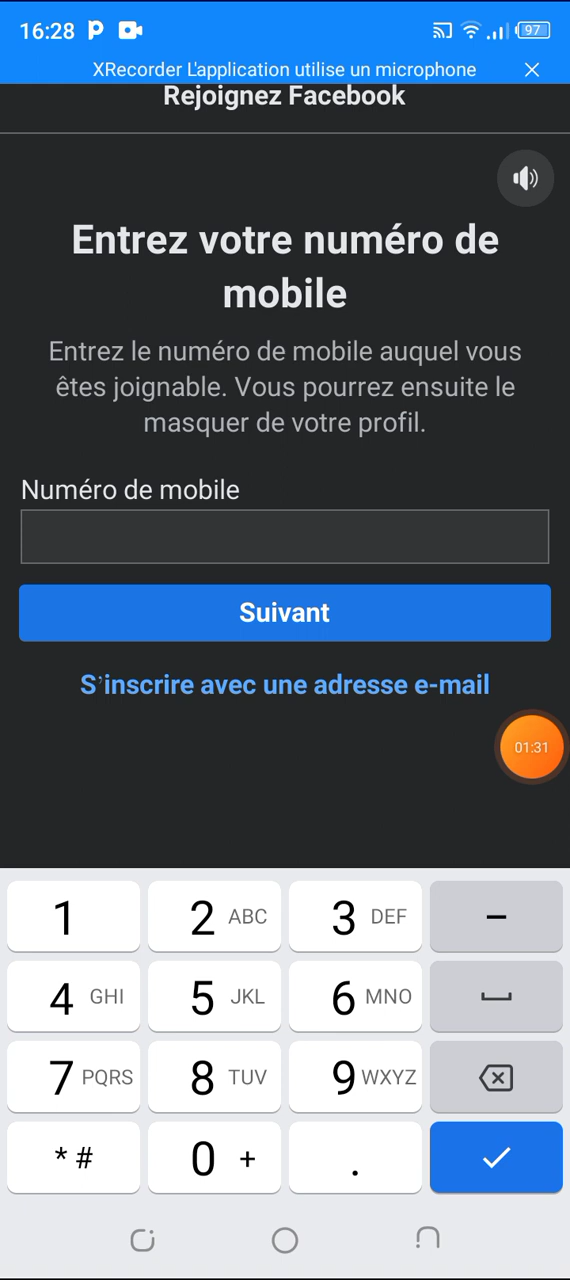 16:28
97
XRecorder L'application utilise un microphone
Rejoignez Facebook
Entrez votre numéro de
mobile
Entrez le numéro de mobile auquel vous
êtes joignable. Vous pourrez ensuite le
masquer de votre profil.
Numéro de mobile
Suivant
S'inscrire avec une adresse e-mail
01:31
1 2 ABC 3 DEF –
4 GHI 5 JKL 6 MNO
7 PQRS 8 TUV 9 WXYZ
* # 0 + .